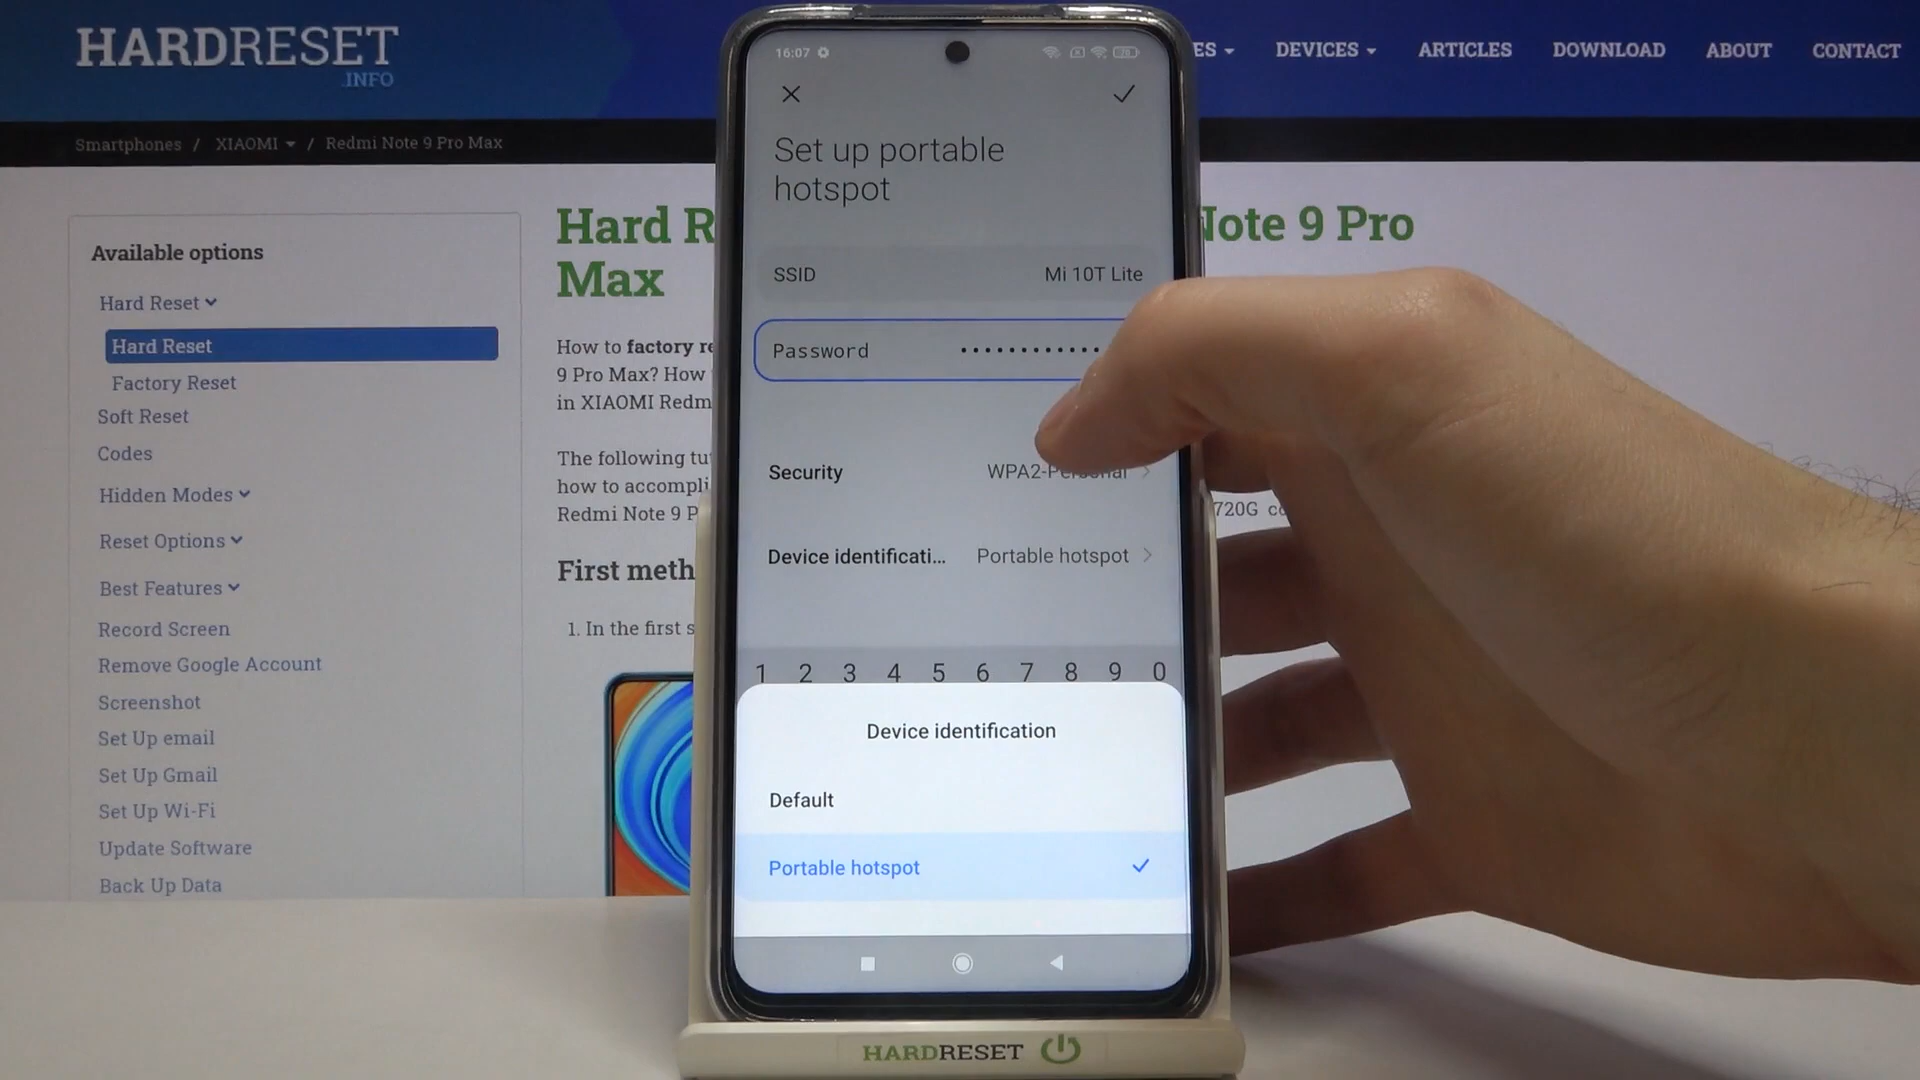 HARDRESET
.INFO
ES
DEVICES
ARTICLES
DOWNLOAD
ABOUT
CONTACT
Smartphones / XIAOMI / Redmi Note 9 Pro Max
Available options
Hard Reset
Hard Reset
Factory Reset
Soft Reset
Codes
Hidden Modes
Reset Options
Best Features
Record Screen
Remove Google Account
Screenshot
Set Up email
Set Up Gmail
Set Up Wi-Fi
Update Software
Back Up Data
Hard R
Note 9 Pro
Max
How to factory re
9 Pro Max? How
in XIAOMI Redm
The following tu
how to accompli
Redmi Note 9 P
720G
First meth
1. In the first s
16:07
Set up portable
hotspot
SSID Mi 10T Lite
Password ••••••••••••
Security WPA2-Personal
Device identificati... Portable hotspot
1 2 3 4 5 6 7 8 9 0
Device identification
Default
Portable hotspot
HARDRESET